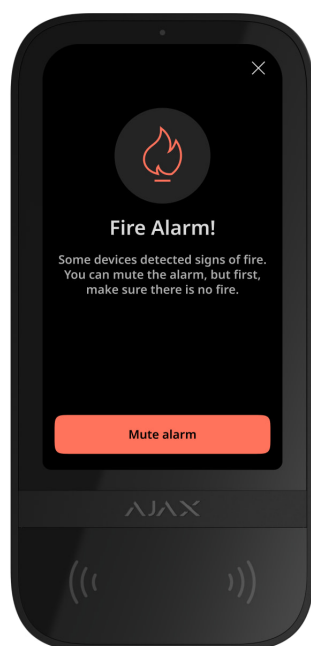 Fire Alarm!
Some devices detected signs of fire.
You can mute the alarm, but first,
make sure there is no fire.
Mute alarm
AJAX